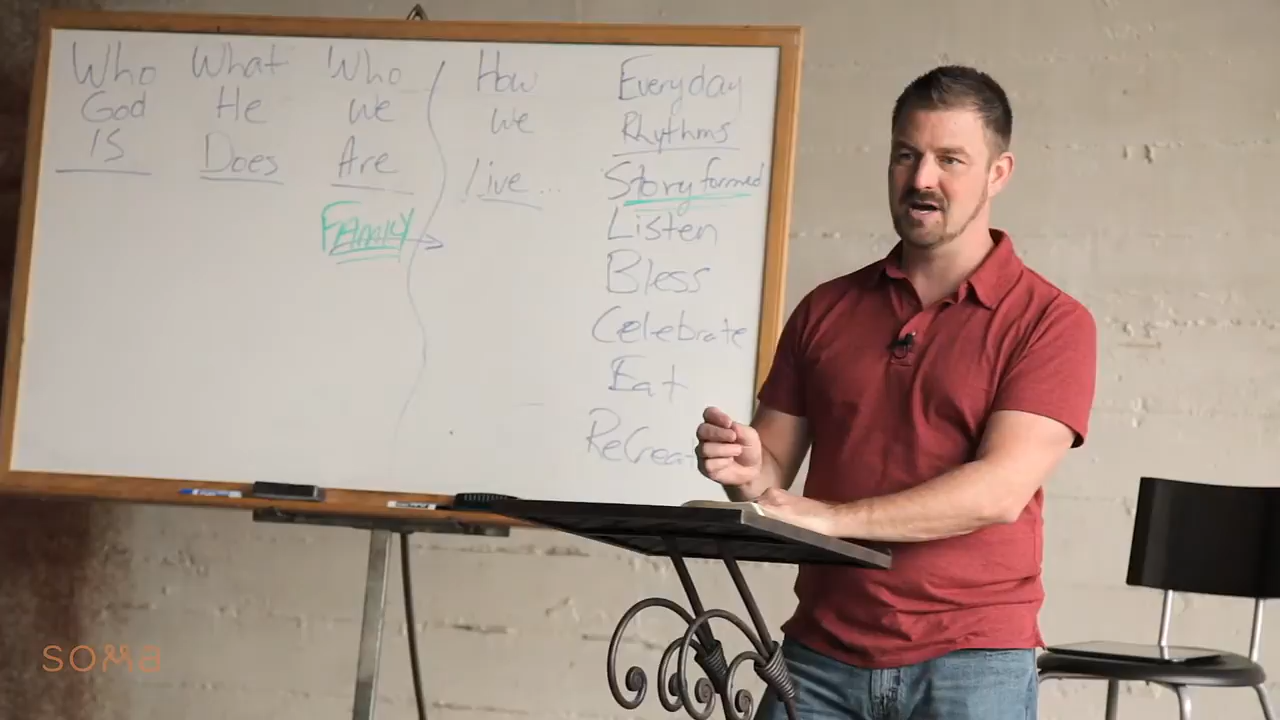 Who
God
IS
What
He
Does
Who
we
Are
FAMILY
How
we
Live...
Everyday
Rhythms
Story formed
Listen
Bless
Celebrate
Eat
ReCreat
soma